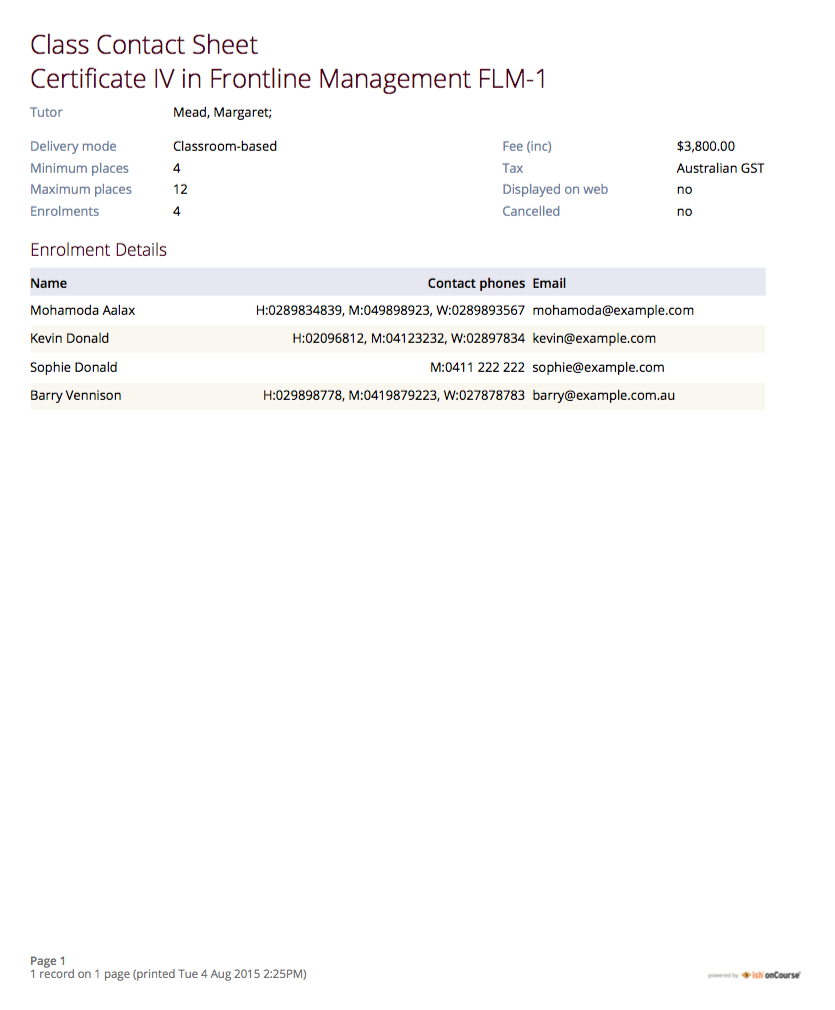 Class Contact Sheet
Certificate IV in Frontline Management FLM-1
Tutor Mead, Margaret;
Delivery mode Classroom-based Fee (inc) $3,800.00
Minimum places 4 Tax Australian GST
Maximum places 12 Displayed on web no
Enrolments 4 Cancelled no
Enrolment Details
Name Contact phones Email
Mohamoda Aalax H:0289834839, M:049898923, W:0289893567 mohamoda@example.com
Kevin Donald H:02096812, M:04123232, W:02897834 kevin@example.com
Sophie Donald M:0411 222 222 sophie@example.com
Barry Vennison H:029898778, M:0419879223, W:027878783 barry@example.com.au
Page 1
1 record on 1 page (printed Tue 4 Aug 2015 2:25PM)
powered by ish onCourse